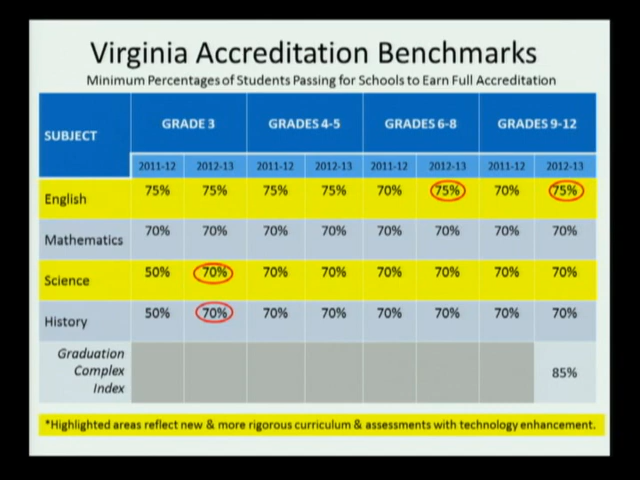 Virginia Accreditation Benchmarks
Minimum Percentages of Students Passing for Schools to Earn Full Accreditation
SUBJECT GRADE 3 GRADES 4-5 GRADES 6-8 GRADES 9-12
2011-12 2012-13 2011-12 2012-13 2011-12 2012-13 2011-12 2012-13
English 75% 75% 75% 75% 70% 75% 70% 75%
Mathematics 70% 70% 70% 70% 70% 70% 70% 70%
Science 50% 70% 70% 70% 70% 70% 70% 70%
History 50% 70% 70% 70% 70% 70% 70% 70%
Graduation
Complex
Index 85%
*Highlighted areas reflect new & more rigorous curriculum & assessments with technology enhancement.